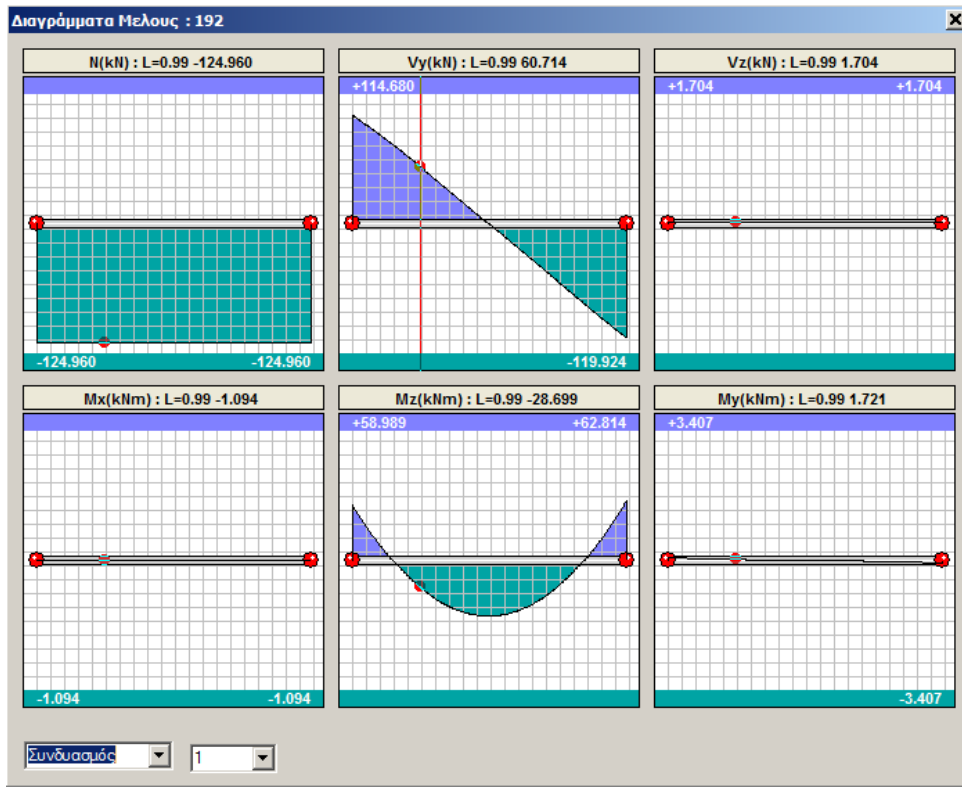 Διαγράμματα Μελους : 192
N(kN) : L=0.99 -124.960
Vy(kN) : L=0.99 60.714
Vz(kN) : L=0.99 1.704
+114.680
+1.704 +1.704
-124.960 -124.960
-119.924
Mx(kNm) : L=0.99 -1.094
Mz(kNm) : L=0.99 -28.699
My(kNm) : L=0.99 1.721
+58.989 +62.814
+3.407
-1.094 -1.094
-3.407
Συνδυασμός
1